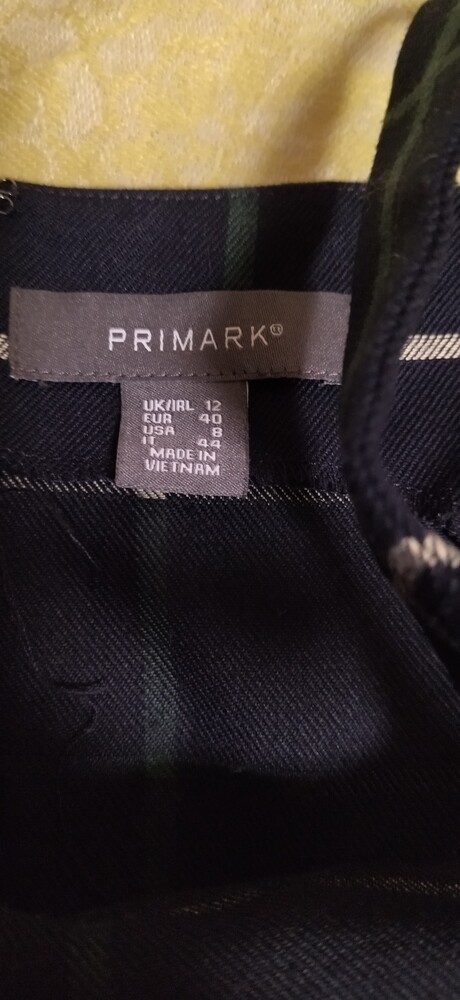 PRIMARK®
UK/IRL 12
EUR 40
USA 8
IT 44
MADE IN
VIETNAM